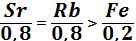 Sr/0,8 = Rb/0,8 > Fe/0,2